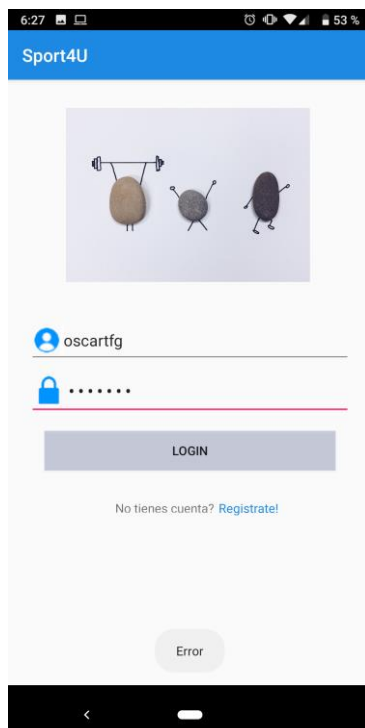 6:27 53 %
Sport4U
oscartfg
•••••••
LOGIN
No tienes cuenta? Registrate!
Error